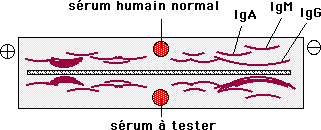 sérum humain normal
IgA
IgM
IgG
+
−
sérum à tester